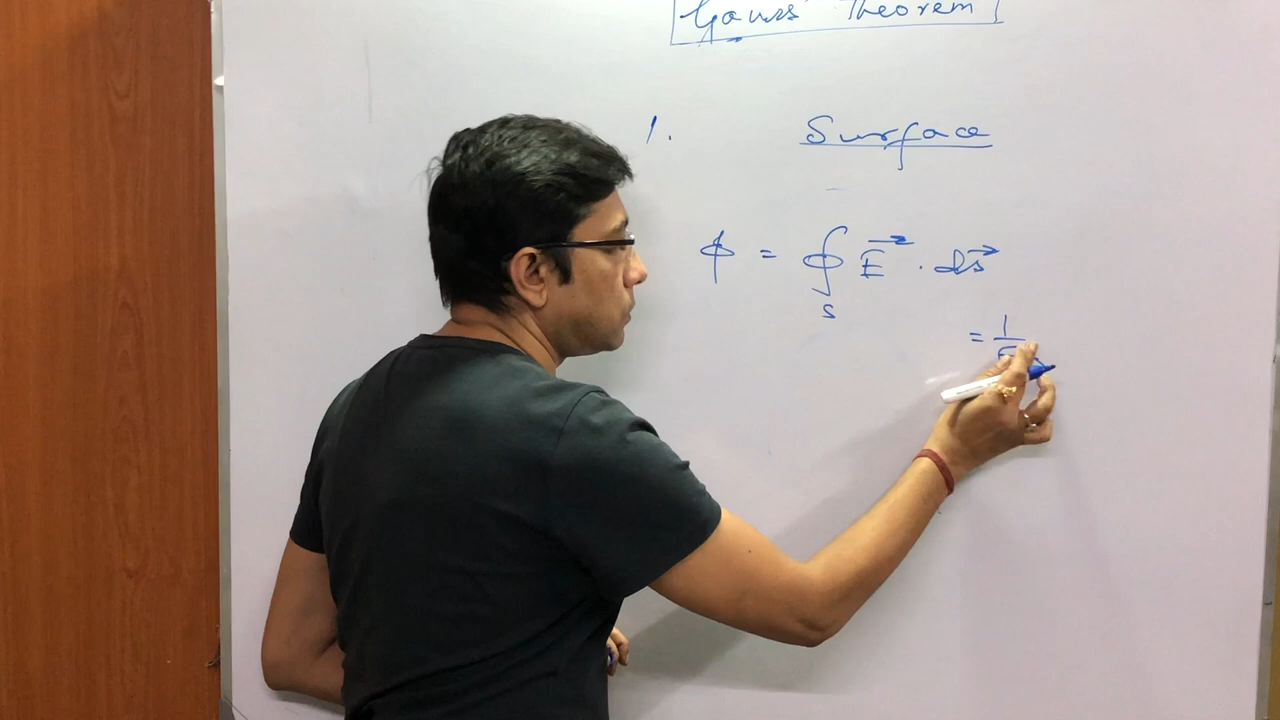 Gauss' Theorem
1. Surface
ϕ = ∮ E⃗ . ds⃗
S
= 1